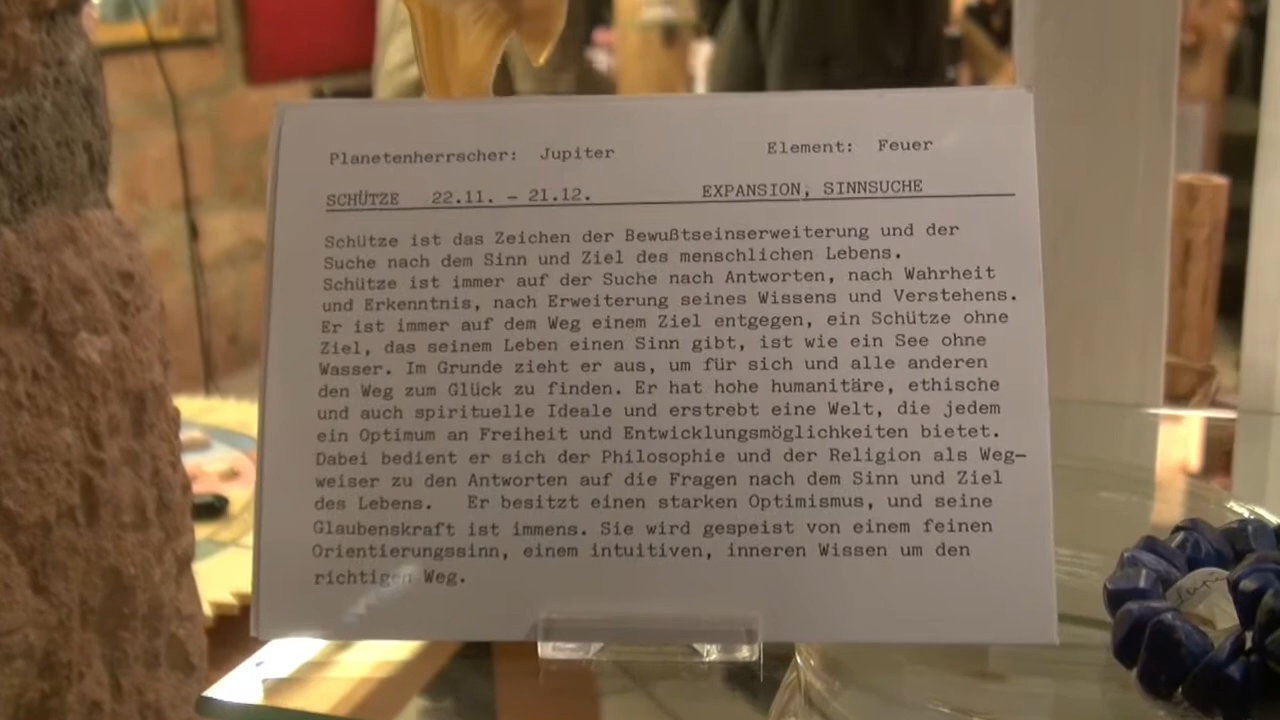 Planetenherrscher: Jupiter Element: Feuer
SCHÜTZE 22.11. – 21.12. EXPANSION, SINNSUCHE
Schütze ist das Zeichen der Bewußtseinserweiterung und der
Suche nach dem Sinn und Ziel des menschlichen Lebens.
Schütze ist immer auf der Suche nach Antworten, nach Wahrheit
und Erkenntnis, nach Erweiterung seines Wissens und Verstehens.
Er ist immer auf dem Weg einem Ziel entgegen, ein Schütze ohne
Ziel, das seinem Leben einen Sinn gibt, ist wie ein See ohne
Wasser. Im Grunde zieht er aus, um für sich und alle anderen
den Weg zum Glück zu finden. Er hat hohe humanitäre, ethische
und auch spirituelle Ideale und erstrebt eine Welt, die jedem
ein Optimum an Freiheit und Entwicklungsmöglichkeiten bietet.
Dabei bedient er sich der Philosophie und der Religion als Weg–
weiser zu den Antworten auf die Fragen nach dem Sinn und Ziel
des Lebens. Er besitzt einen starken Optimismus, und seine
Glaubenskraft ist immens. Sie wird gespeist von einem feinen
Orientierungssinn, einem intuitiven, inneren Wissen um den
richtigen Weg.